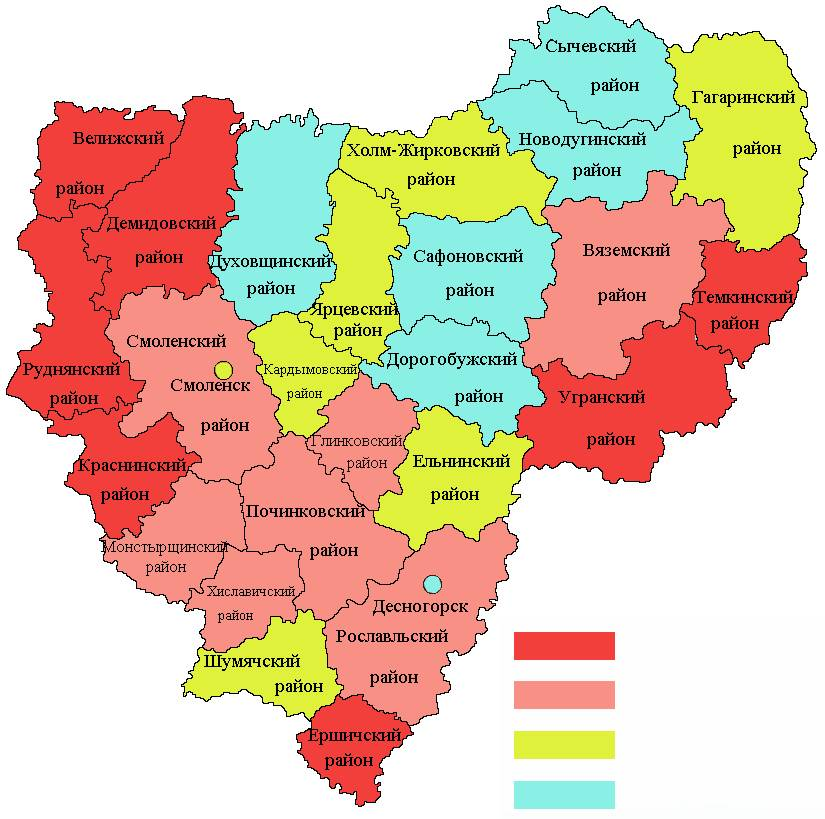 Сычевский
район
Гагаринский
район
Велижский
район
Холм-Жирковский
район
Новодугинский
район
Демидовский
район
Духовщинский
район
Сафоновский
район
Вяземский
район
Ярцевский
район
Темкинский
район
Смоленский
Смоленск
район
Руднянский
район
Кардымовский
район
Дорогобужский
район
Угранский
район
Глинковский
район
Краснинский
район
Ельнинский
район
Починковский
район
Монстырщинский
район
Хиславичский
район
Десногорск
Рославльский
район
Шумячский
район
Ершичский
район